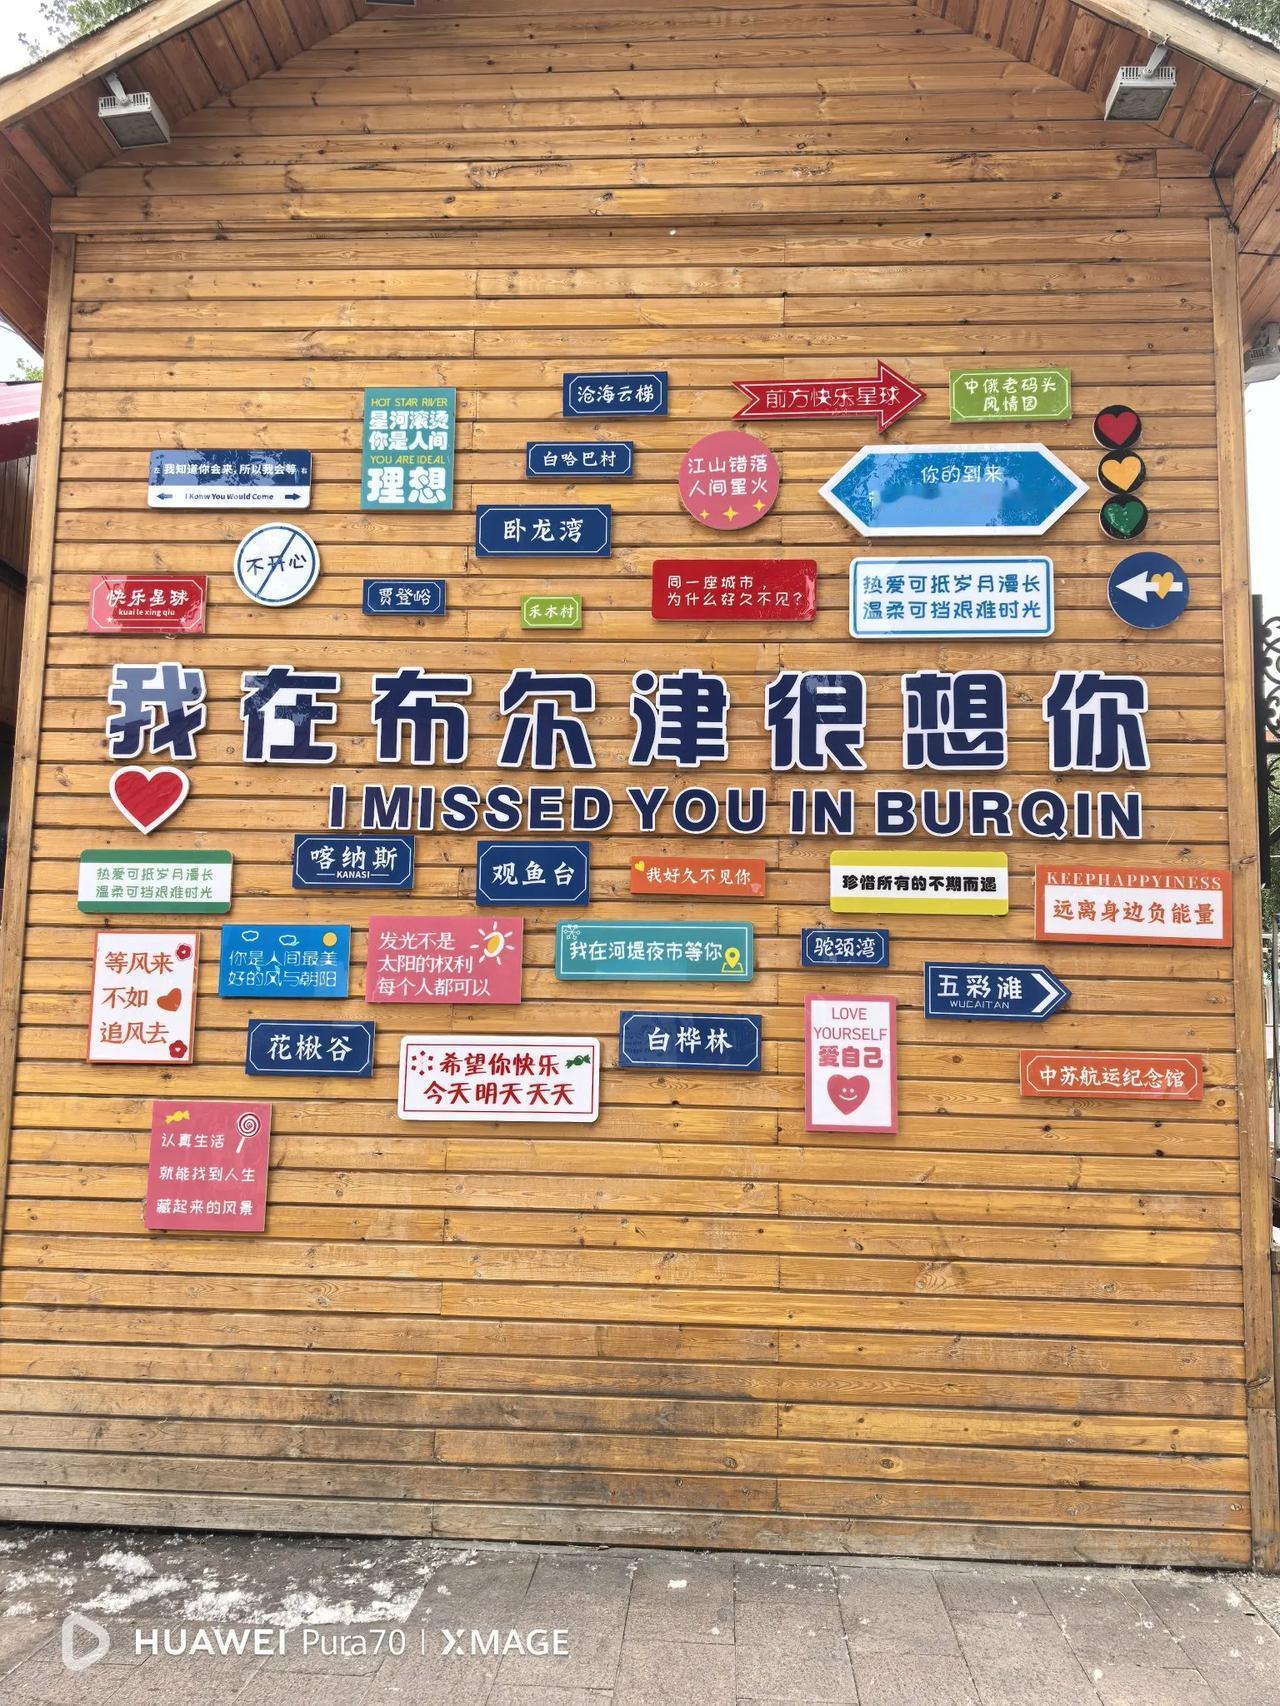 沧海云梯
前方快乐星球
中俄老码头
风情园
HOT STAR RIVER
星河滚烫
你是人间
YOU ARE IDEAL
理想
左 我知道你会来，所以我会等 右
I Konw You Would Come
白哈巴村
江山错落
人间星火
你的到来
卧龙湾
不开心
快乐星球
kuai le xing qiu
贾登峪
禾木村
同一座城市，
为什么好久不见？
热爱可抵岁月漫长
温柔可挡艰难时光
我在布尔津很想你
I MISSED YOU IN BURQIN
热爱可抵岁月漫长
温柔可挡艰难时光
喀纳斯
KANASI
观鱼台
我好久不见你
珍惜所有的不期而遇
KEEPHAPPYINESS
远离身边负能量
等风来
不如
追风去
你是人间最美
好的风与朝阳
发光不是
太阳的权利
每个人都可以
我在河堤夜市等你
驼颈湾
五彩滩
WUCAITAN
花楸谷
希望你快乐
今天明天天天
白桦林
LOVE
YOURSELF
爱自己
中苏航运纪念馆
认真生活
就能找到人生
藏起来的风景
HUAWEI Pura70 | XMAGE